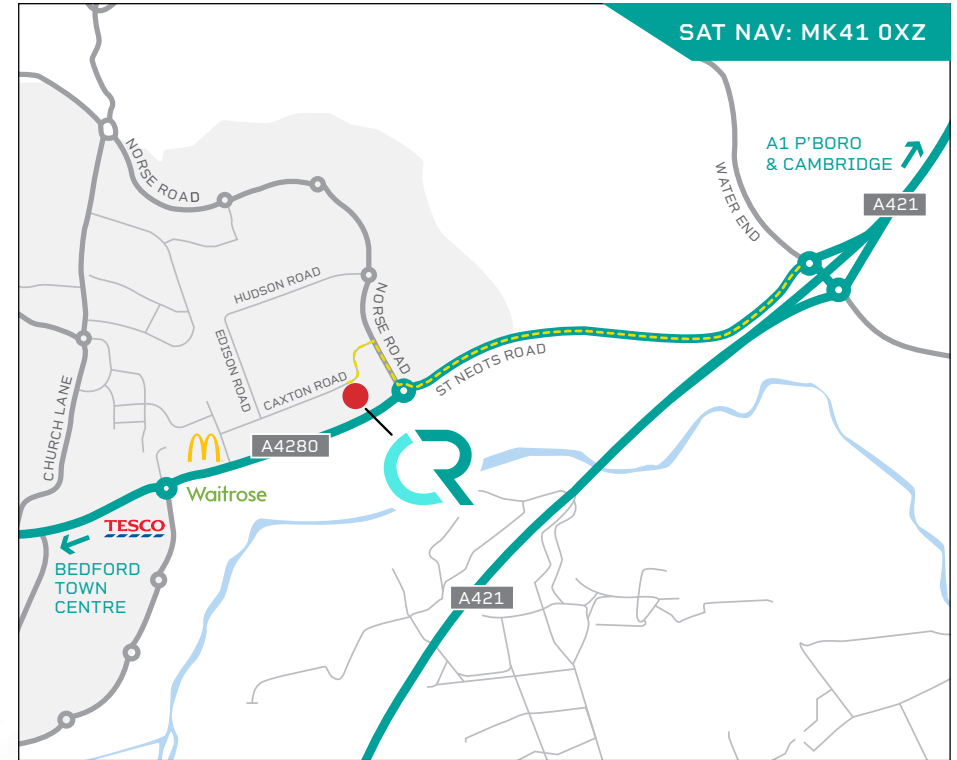 SAT NAV: MK41 0XZ
A1 P'BORO
& CAMBRIDGE
A421
WATER END
NORSE ROAD
HUDSON ROAD
NORSE ROAD
EDISON ROAD
CAXTON ROAD
ST NEOTS ROAD
CHURCH LANE
A4280
Waitrose
CR
TESCO
BEDFORD
TOWN
CENTRE
A421